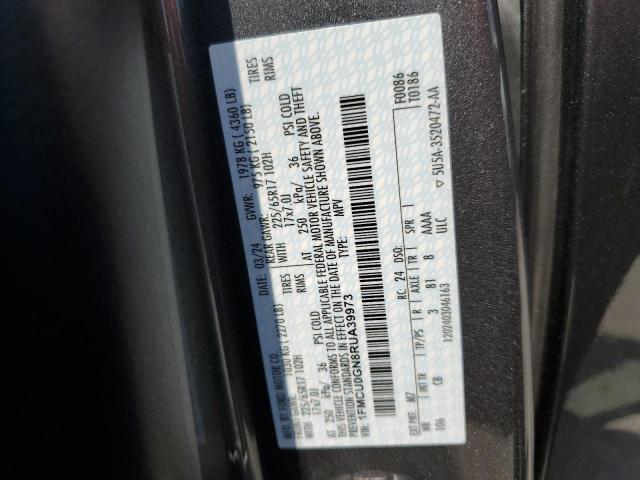 MFD. BY FORD MOTOR CO.
DATE: 03/24 GVWR: 1978 KG ( 4360 LB)
FRONT GAWR: 1030 KG ( 2270 LB) REAR GAWR: 975 KG ( 2150 LB)
WITH 225/65R17 102H TIRES WITH 225/65R17 102H TIRES
17x7.0J RIMS 17x7.0J RIMS
AT 250 kPa/ 36 PSI COLD AT 250 kPa/ 36 PSI COLD
THIS VEHICLE CONFORMS TO ALL APPLICABLE FEDERAL MOTOR VEHICLE SAFETY AND THEFT
PREVENTION STANDARDS IN EFFECT ON THE DATE OF MANUFACTURE SHOWN ABOVE.
VIN: 1FMCU0GN8RUA39973 TYPE: MPV
F0086
T0186
EXT PNT: M7 RC: 24 DSO:
WB INT TR TP/PS R AXLE TR SPR
106 CB 3 81 8 AAAA
1202403046163 ULC ▽ 5U5A-3520472-AA